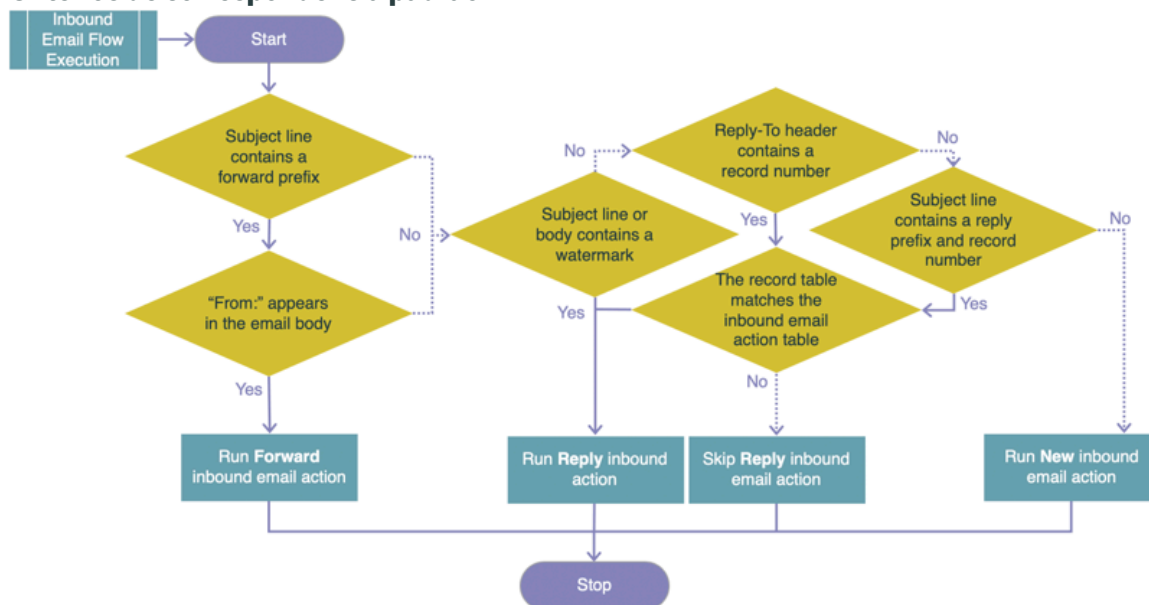 Inbound
Email Flow
Execution
Start
Subject line
contains a
forward prefix
Yes
No
"From:" appears
in the email body
Yes
Run Forward
inbound email action
Subject line or
body contains a
watermark
No
Yes
Reply-To header
contains a
record number
No
Yes
Subject line
contains a reply
prefix and record
number
No
Yes
The record table
matches the
inbound email
action table
No
Run Reply inbound
action
Skip Reply inbound
email action
Run New inbound
email action
Stop